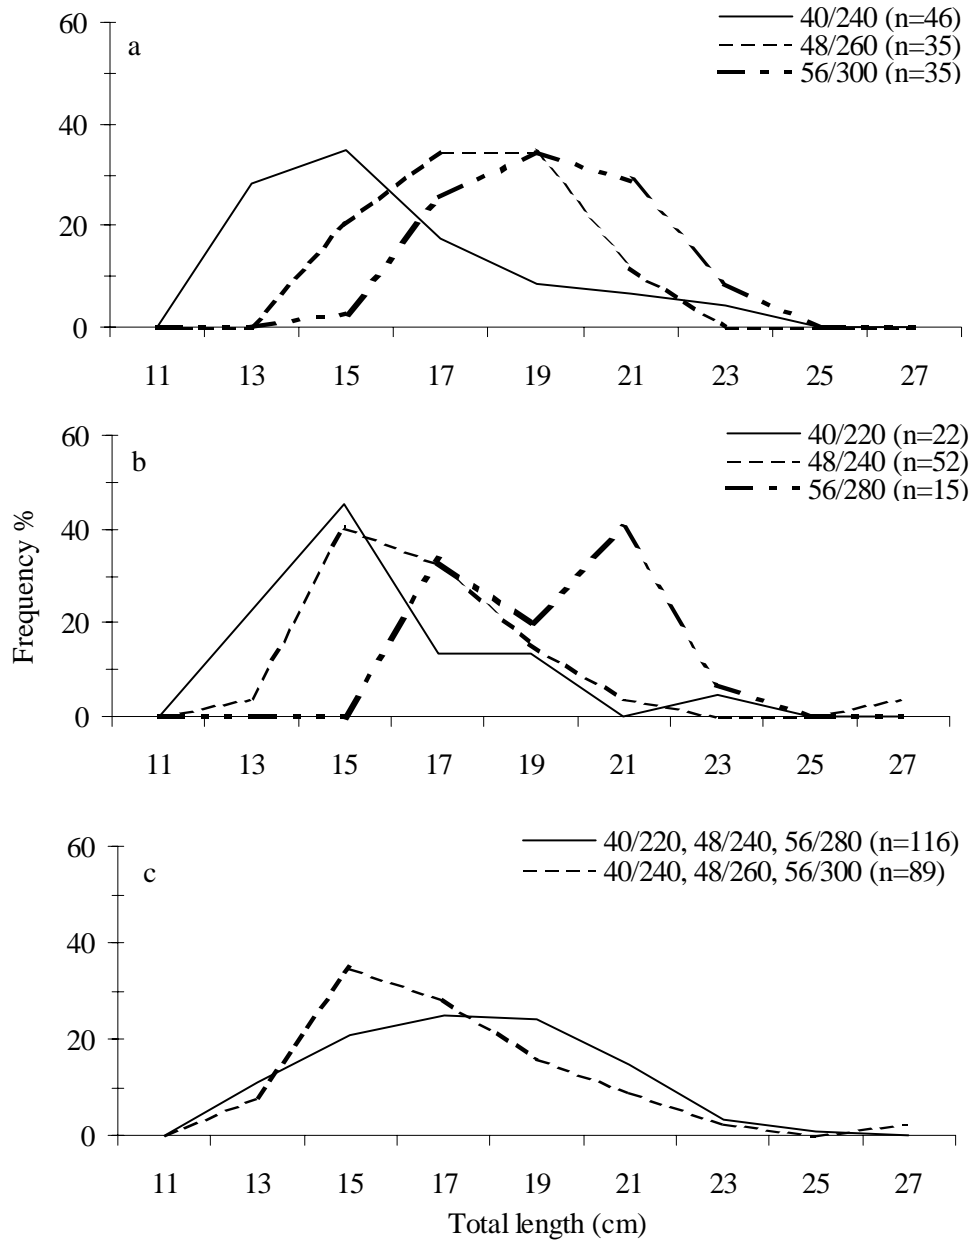 60
a
40/240 (n=46)
48/260 (n=35)
56/300 (n=35)
40
20
0
11 13 15 17 19 21 23 25 27
60
b
40/220 (n=22)
48/240 (n=52)
56/280 (n=15)
40
Frequency %
20
0
11 13 15 17 19 21 23 25 27
60
c
40/220, 48/240, 56/280 (n=116)
40/240, 48/260, 56/300 (n=89)
40
20
0
11 13 15 17 19 21 23 25 27
Total length (cm)